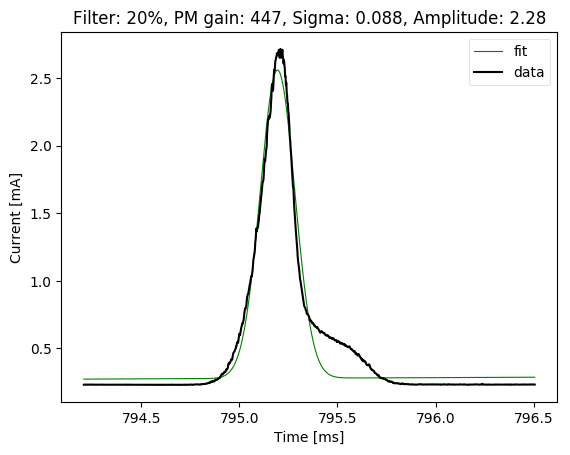 Filter: 20%, PM gain: 447, Sigma: 0.088, Amplitude: 2.28
fit
data
Current [mA]
2.5
2.0
1.5
1.0
0.5
794.5 795.0 795.5 796.0 796.5
Time [ms]